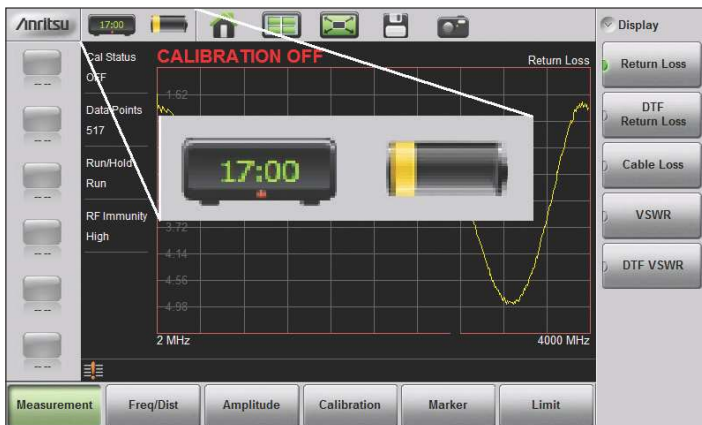 Anritsu
17:00
Display
Cal Status
OFF
CALIBRATION OFF
Return Loss
Return Loss
-1.62
Data Points
517
DTF
Return Loss
17:00
Run/Hold
Run
Cable Loss
RF Immunity
High
VSWR
-3.72
-4.14
DTF VSWR
-4.56
-4.98
2 MHz
4000 MHz
-- --
-- --
-- --
-- --
-- --
-- --
Measurement
Freq/Dist
Amplitude
Calibration
Marker
Limit